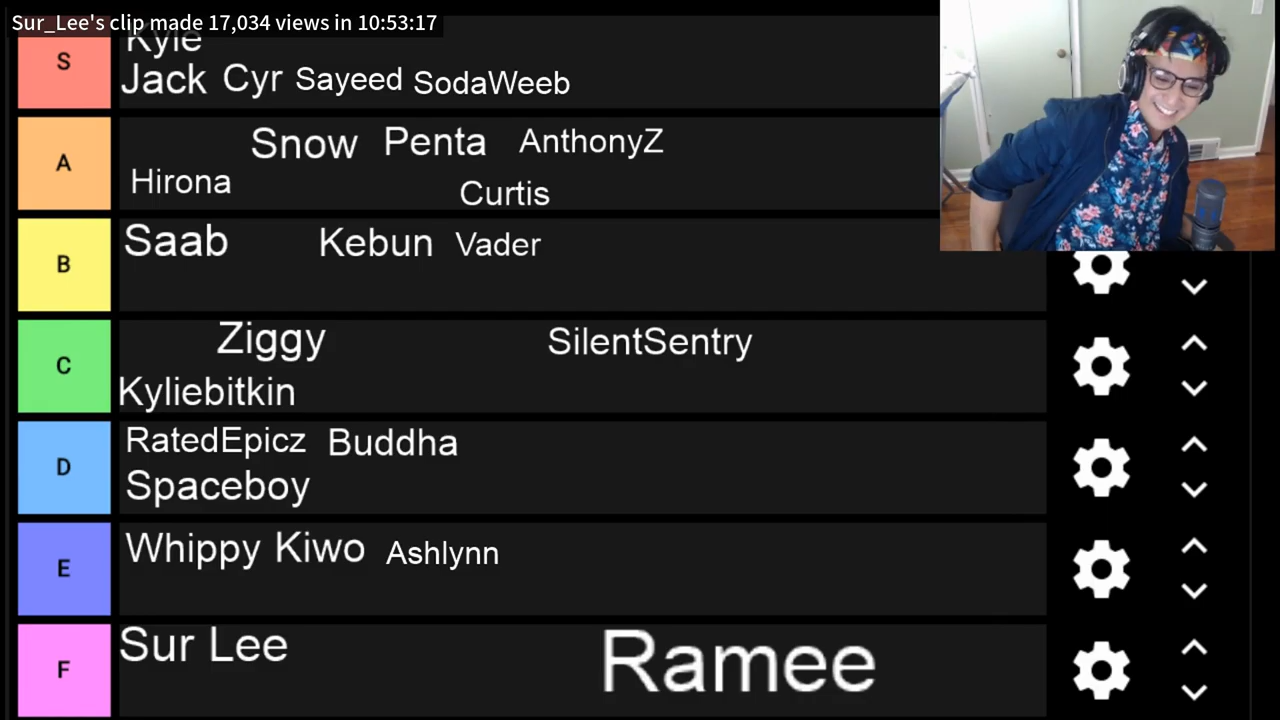 Sur_Lee's clip made 17,034 views in 10:53:17
S
Kyle
Jack Cyr Sayeed SodaWeeb
A
Snow Penta AnthonyZ
Hirona Curtis
B
Saab Kebun Vader
C
Ziggy SilentSentry
Kyliebitkin
D
RatedEpicz Buddha
Spaceboy
E
Whippy Kiwo Ashlynn
F
Sur Lee Ramee